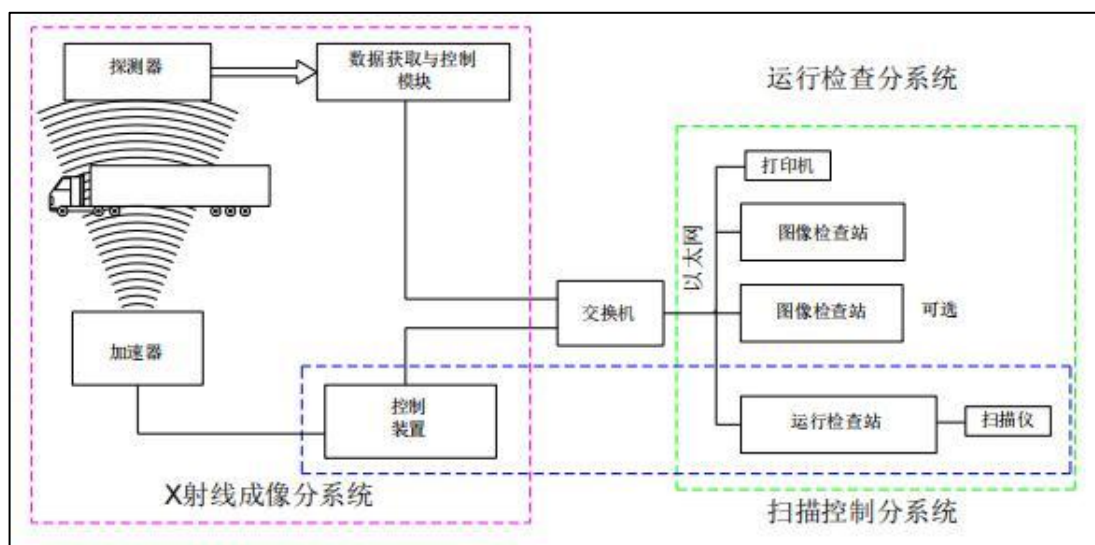 探测器
数据获取与控制
模块
运行检查分系统
打印机
以太网
图像检查站
交换机
图像检查站
可选
加速器
控制
装置
运行检查站
扫描仪
X射线成像分系统
扫描控制分系统